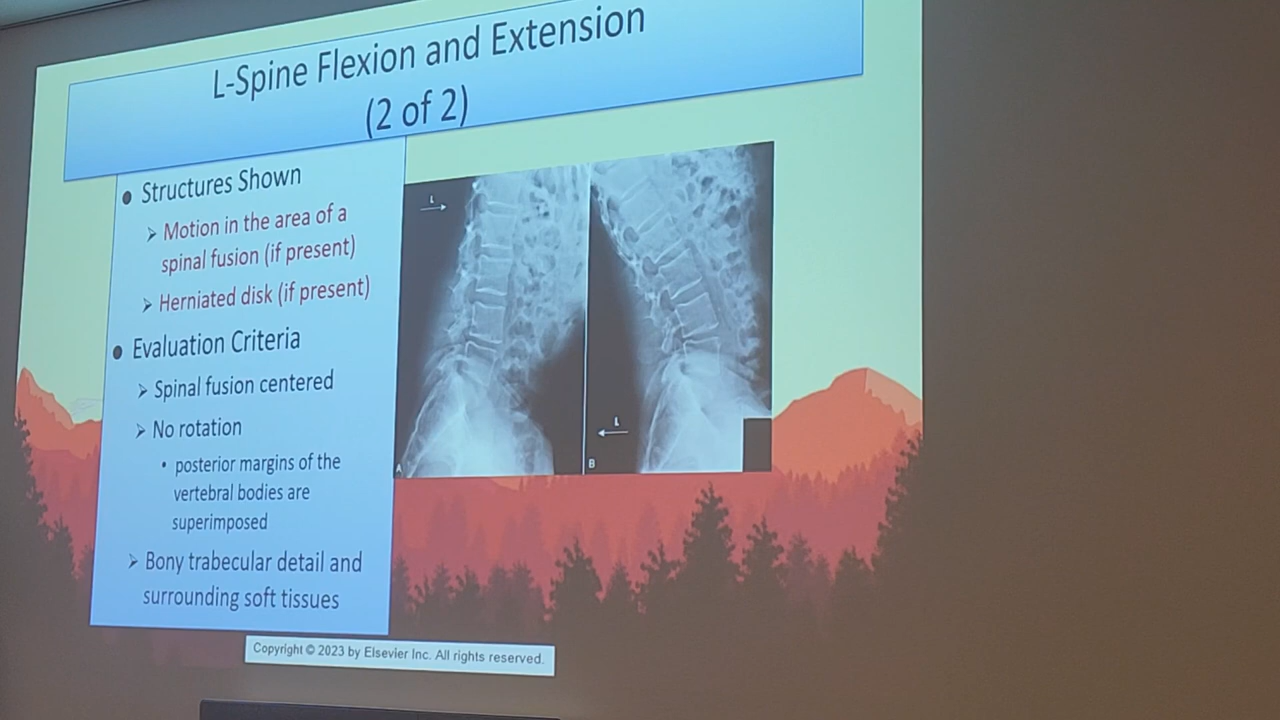 L-Spine Flexion and Extension
(2 of 2)
Structures Shown
Motion in the area of a
spinal fusion (if present)
Herniated disk (if present)
Evaluation Criteria
Spinal fusion centered
No rotation
posterior margins of the
vertebral bodies are
superimposed
Bony trabecular detail and
surrounding soft tissues
L
L
A
B
Copyright © 2023 by Elsevier Inc. All rights reserved.